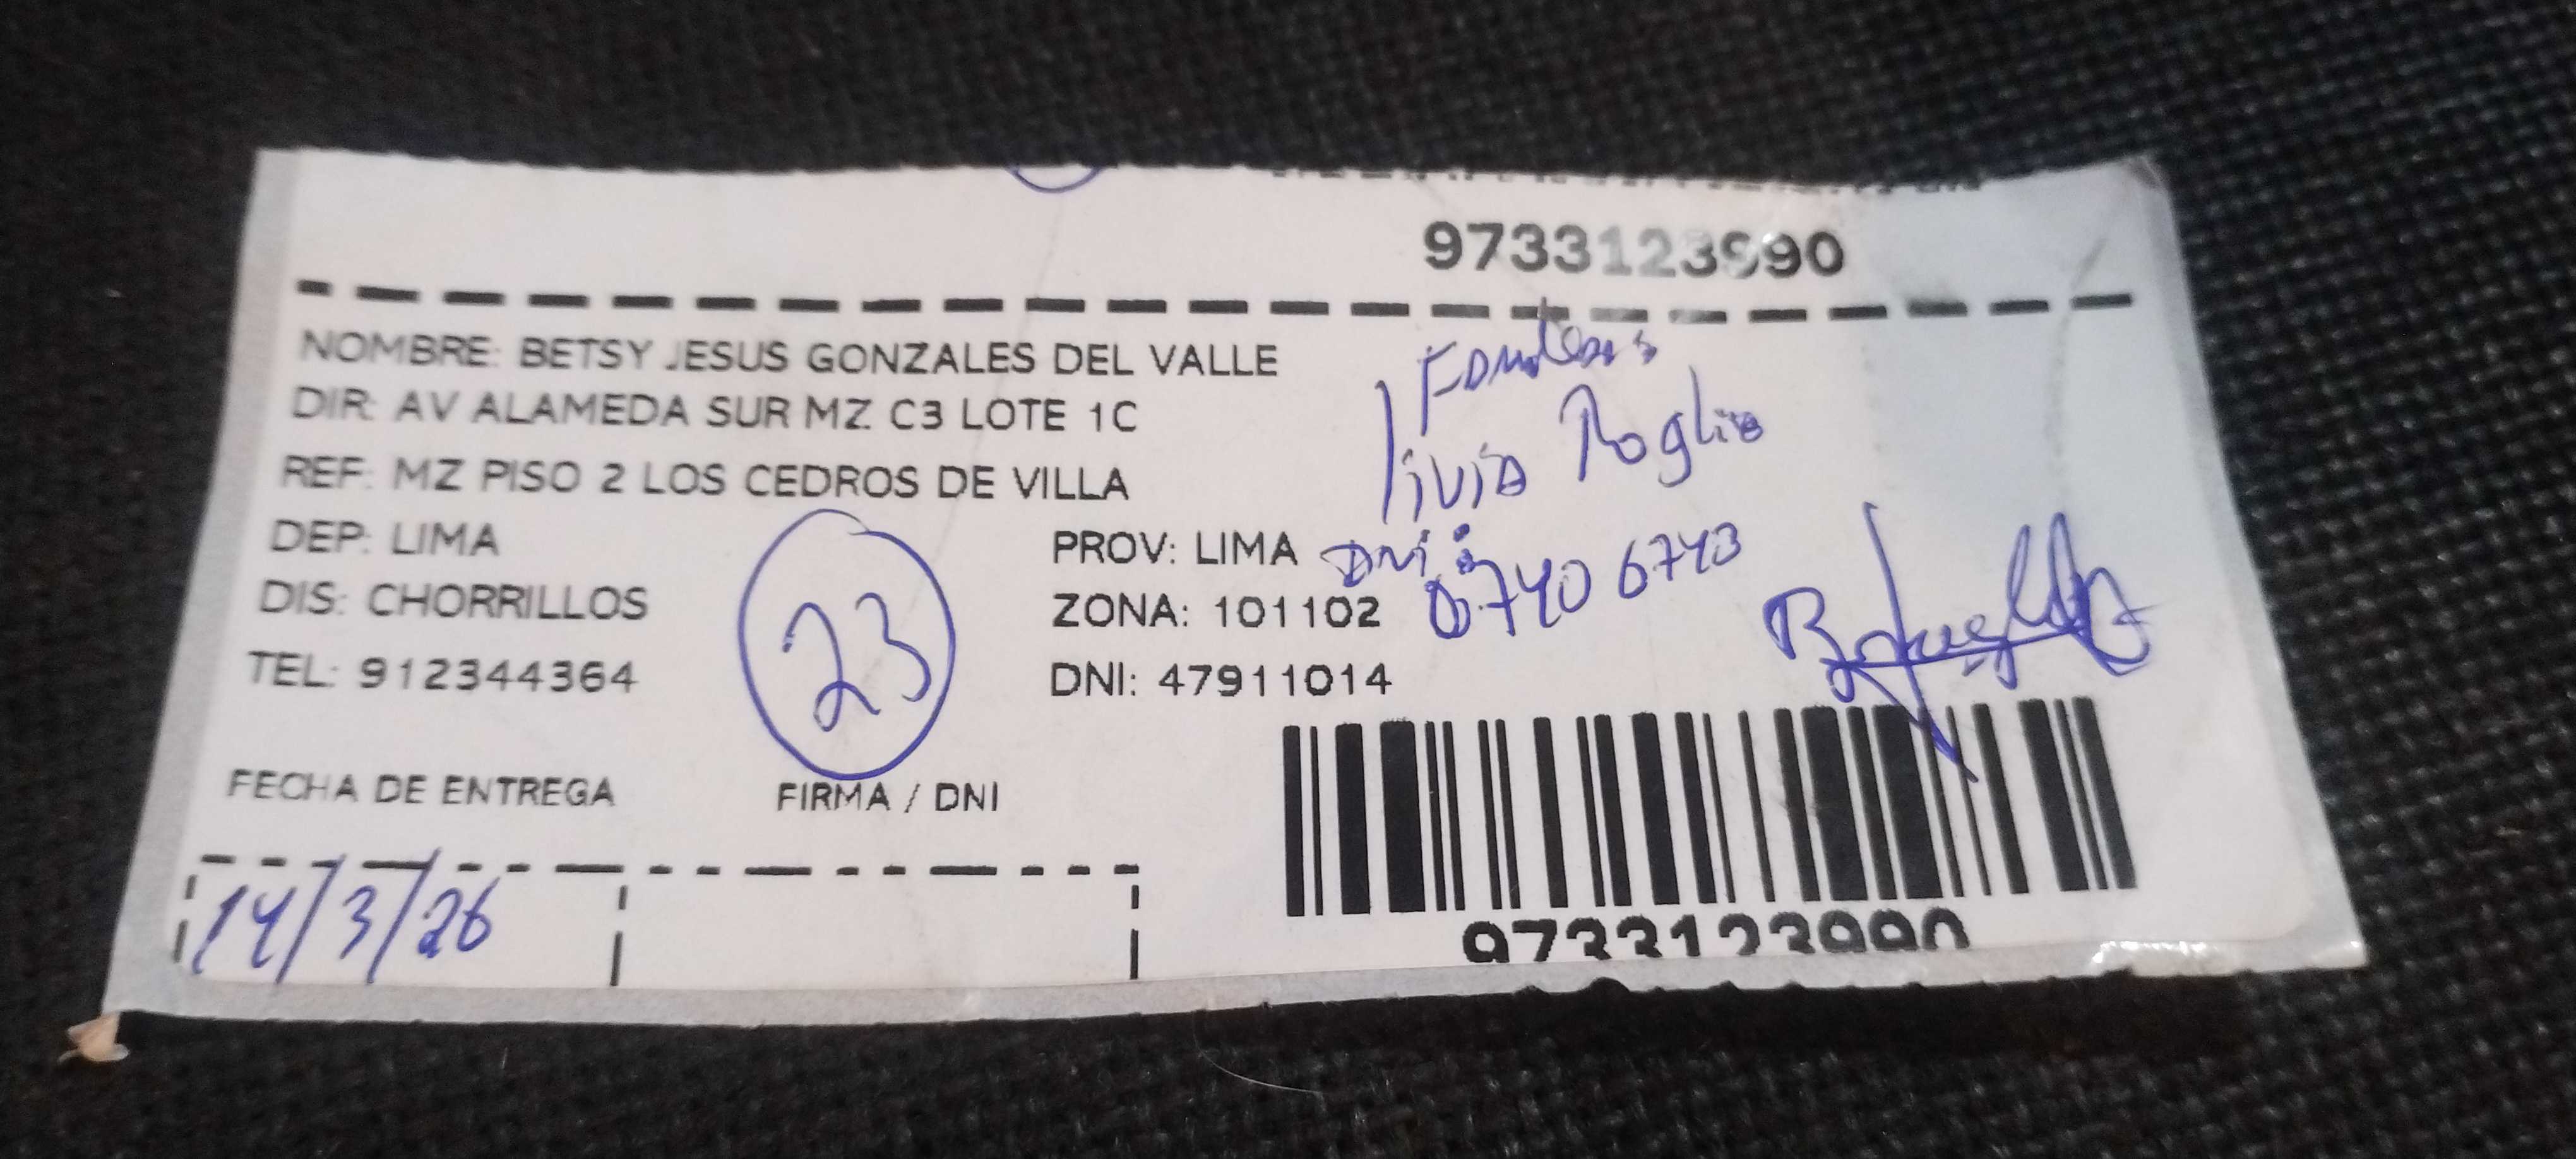 9733123990
NOMBRE: BETSY JESUS GONZALES DEL VALLE
DIR: AV ALAMEDA SUR MZ C3 LOTE 1C
REF: MZ PISO 2 LOS CEDROS DE VILLA
livia
DEP: LIMA
PROV: LIMA
DNI:
07406743
DIS: CHORRILLOS
23
ZONA: 101102
TEL: 912344364
DNI: 47911014
FECHA DE ENTREGA
FIRMA / DNI
14/3/26
9733123990